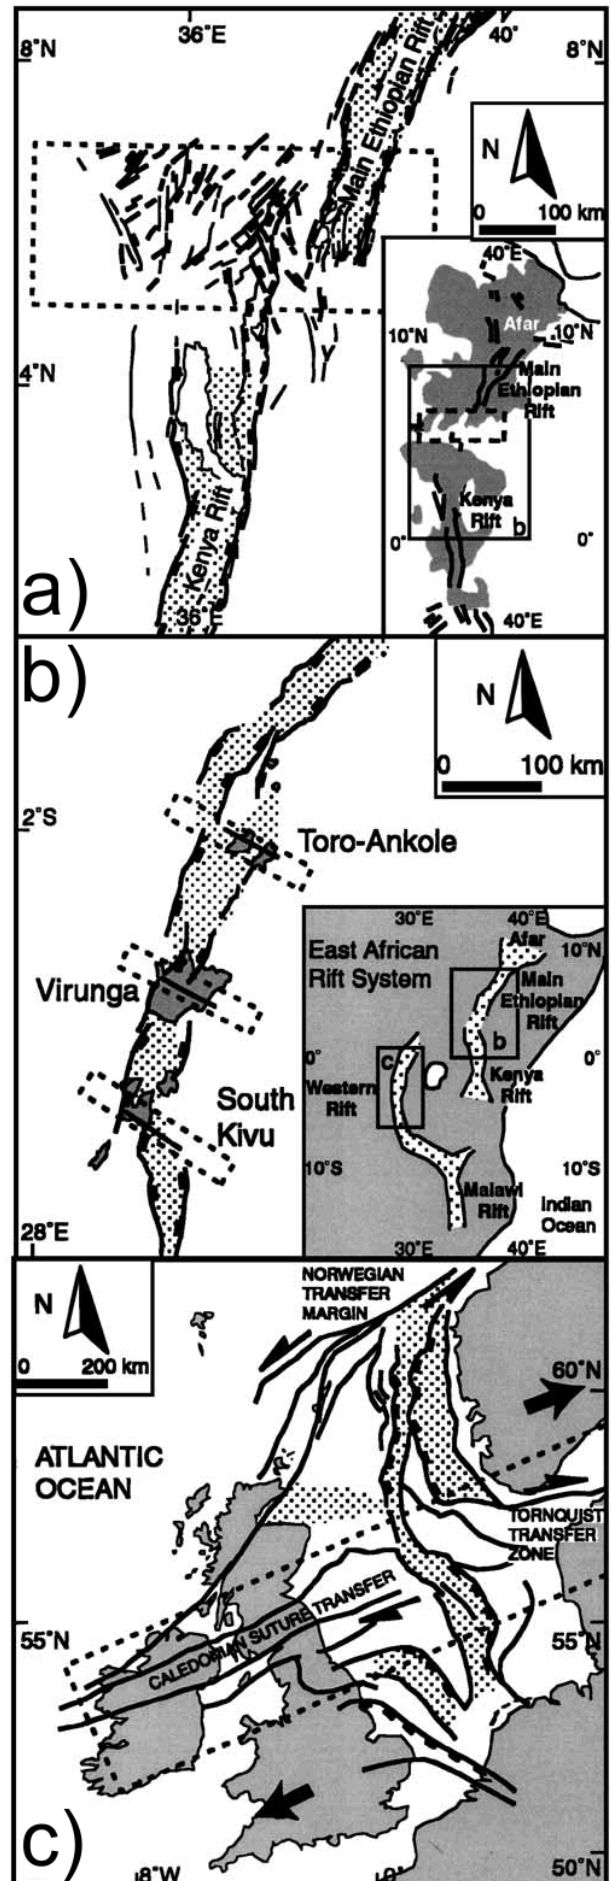 36°E
40°
8°N
8°N
Main Ethiopian Rift
N
0 100 km
40°E
Afar
10°N
10°N
Main
Ethiopian
Rift
4°N
Kenya
Rift
b
0°
0°
Kenya Rift
36°E
40°E
a)
b)
N
0 100 km
2°S
Toro-Ankole
30°E
40°E
Afar
10°N
East African
Rift System
Main
Ethiopian
Rift
Virunga
b
0°
0°
c
Western
Rift
Kenya
Rift
South
Kivu
10°S
10°S
Malawi
Rift
Indian
Ocean
28°E
30°E
40°E
NORWEGIAN
TRANSFER
MARGIN
N
0 200 km
60°N
ATLANTIC
OCEAN
TORNQUIST
TRANSFER
ZONE
CALEDONIAN SUTURE TRANSFER
55°N
55°N
c)
8°W
0°
50°N